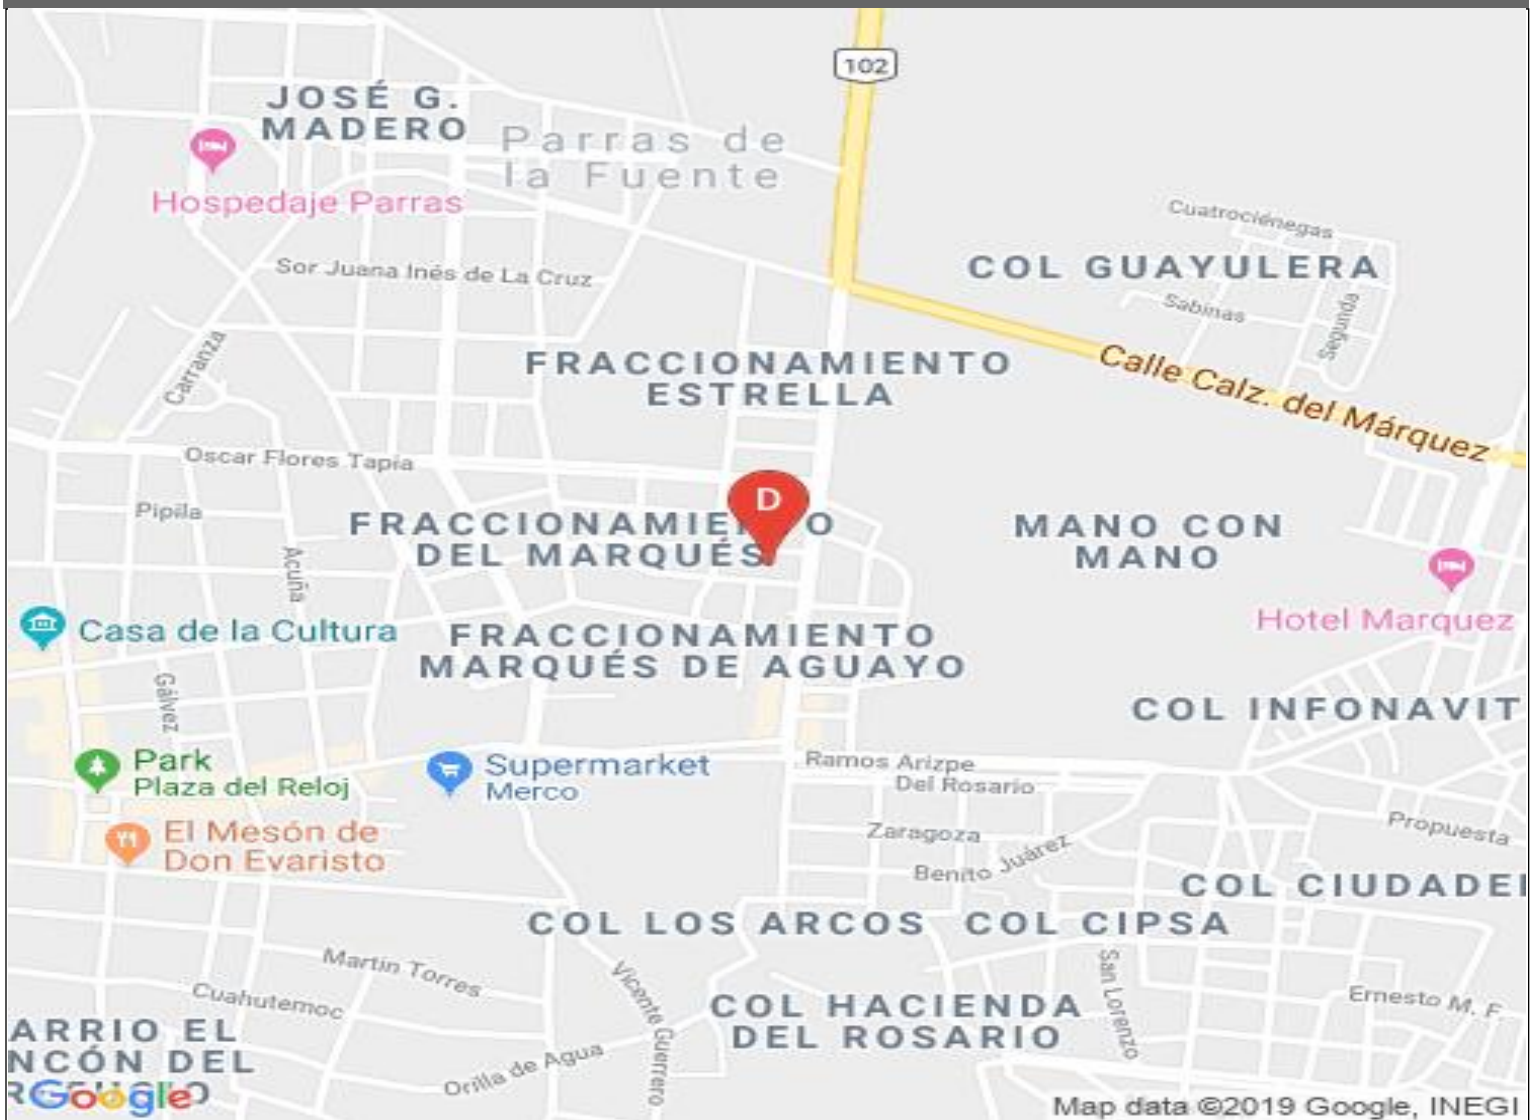 102
JOSÉ G.
MADERO
Parras de
la Fuente
Hospedaje Parras
Cuatrociénegas
Sor Juana Inés de La Cruz
COL GUAYULERA
Sabinas
Segunda
Carranza
FRACCIONAMIENTO
ESTRELLA
Calle Calz. del Márquez
Oscar Flores Tapia
D
Pipila
FRACCIONAMIENTO
DEL MARQUÉS
MANO CON
MANO
Acuña
Casa de la Cultura
FRACCIONAMIENTO
MARQUÉS DE AGUAYO
Hotel Marquez
Gálvez
COL INFONAVIT
Park
Plaza del Reloj
Supermarket
Merco
Ramos Arizpe
Del Rosario
El Mesón de
Don Evaristo
Zaragoza
Benito Juárez
Propuesta
COL CIUDADEL
COL LOS ARCOS
COL CIPSA
Martin Torres
Cuahutemoc
Vicente Guerrero
San Lorenzo
COL HACIENDA
DEL ROSARIO
Ernesto M. F.
ARRIO EL
NCÓN DEL
Orilla de Agua
Google
Map data ©2019 Google, INEGI